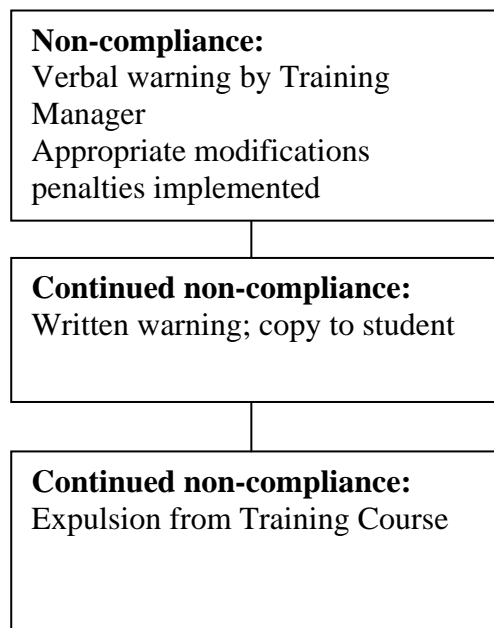 Non-compliance:
Verbal warning by Training
Manager
Appropriate modifications
penalties implemented
Continued non-compliance:
Written warning; copy to student
Continued non-compliance:
Expulsion from Training Course